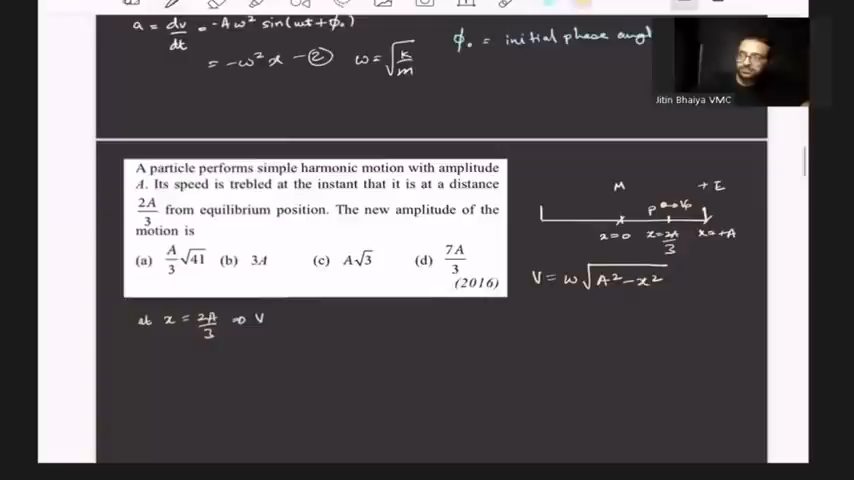 a = dv/dt = -Aω² sin(ωt + ϕ₀)
= -ω²x - ② ω = √(k/m)
ϕ₀ = initial phase angl
Jitin Bhaiya VMC
A particle performs simple harmonic motion with amplitude
A. Its speed is trebled at the instant that it is at a distance
2A/3 from equilibrium position. The new amplitude of the
motion is
(a) A/3 √41 (b) 3A (c) A√3 (d) 7A/3
(2016)
M +E
P Vp
x=0 x=2A/3 x=+A
V = ω√(A² - x²)
at x = 2A/3 ⇒ V